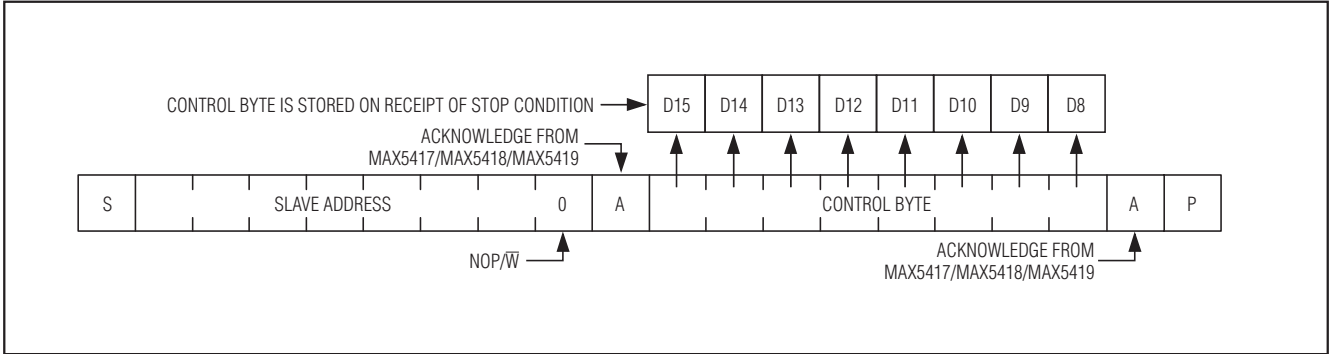 CONTROL BYTE IS STORED ON RECEIPT OF STOP CONDITION D15 D14 D13 D12 D11 D10 D9 D8
ACKNOWLEDGE FROM
MAX5417/MAX5418/MAX5419
S SLAVE ADDRESS 0 A CONTROL BYTE A P
NOP/W̅
ACKNOWLEDGE FROM
MAX5417/MAX5418/MAX5419